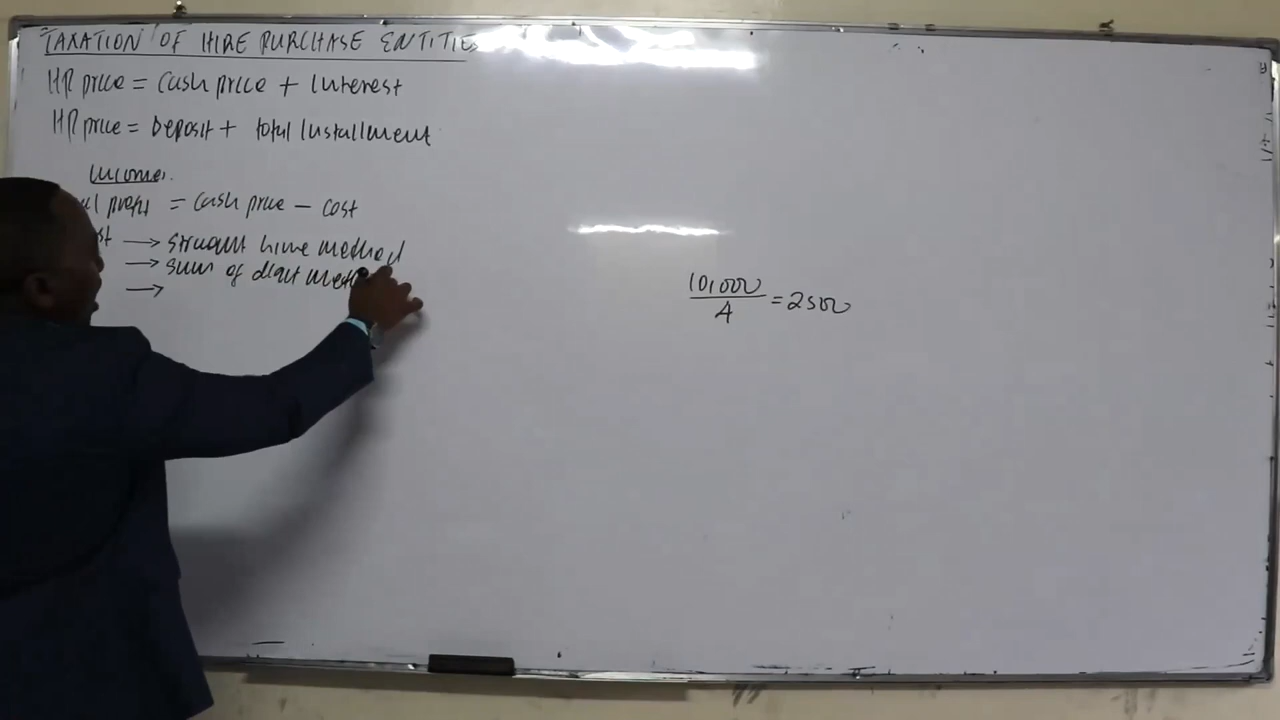 TAXATION OF HIRE PURCHASE ENTITIES
HP price = Cash price + Interest
HP price = Deposit + total Installment
Income
profit = Cash price - cost
→ straight line method
→ sum of digit
→
10,000
4
= 2500